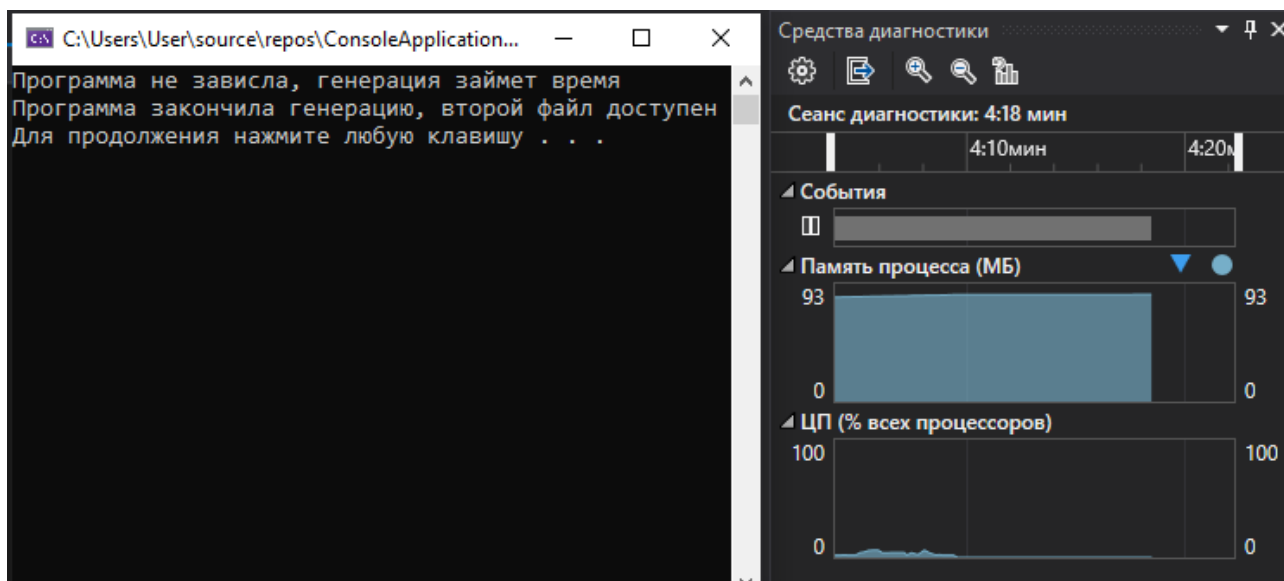 C:\Users\User\source\repos\ConsoleApplication...
Программа не зависла, генерация займет время
Программа закончила генерацию, второй файл доступен
Для продолжения нажмите любую клавишу . . .
Средства диагностики
Сеанс диагностики: 4:18 мин
4:10мин
4:20м
События
Память процесса (МБ)
93 93
0 0
ЦП (% всех процессоров)
100 100
0 0